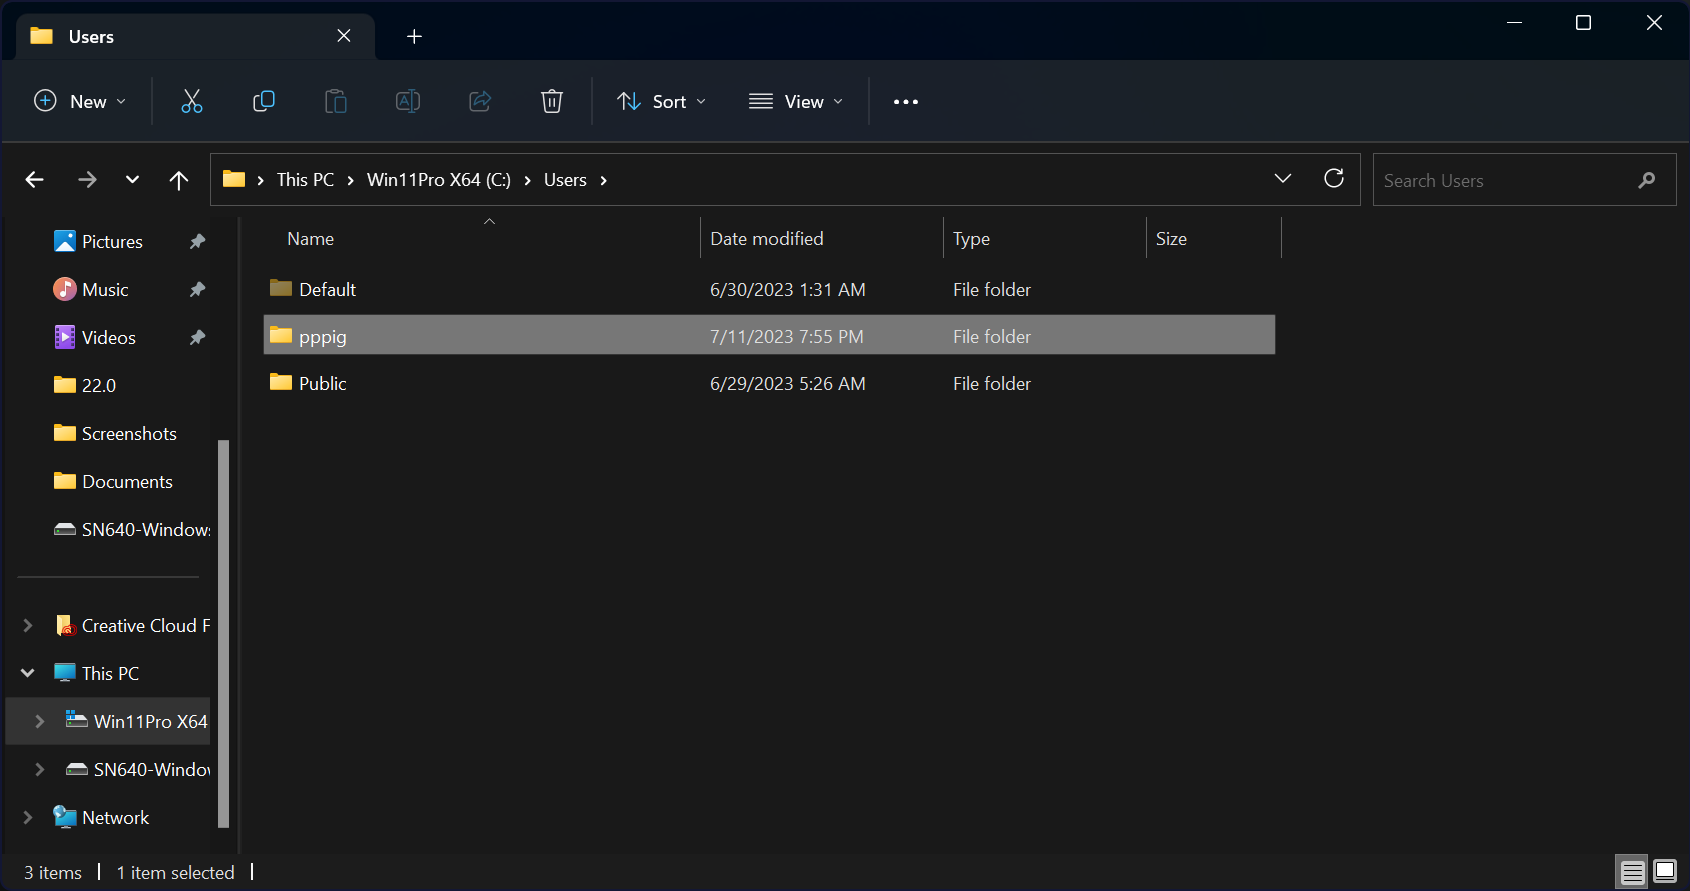 Users
New
Sort
View
This PC > Win11Pro X64 (C:) > Users >
Search Users
Name
Date modified
Type
Size
Default
6/30/2023 1:31 AM
File folder
pppig
7/11/2023 7:55 PM
File folder
Public
6/29/2023 5:26 AM
File folder
Pictures
Music
Videos
22.0
Screenshots
Documents
SN640-Windows
Creative Cloud F
This PC
Win11Pro X64
SN640-Window
Network
3 items
1 item selected